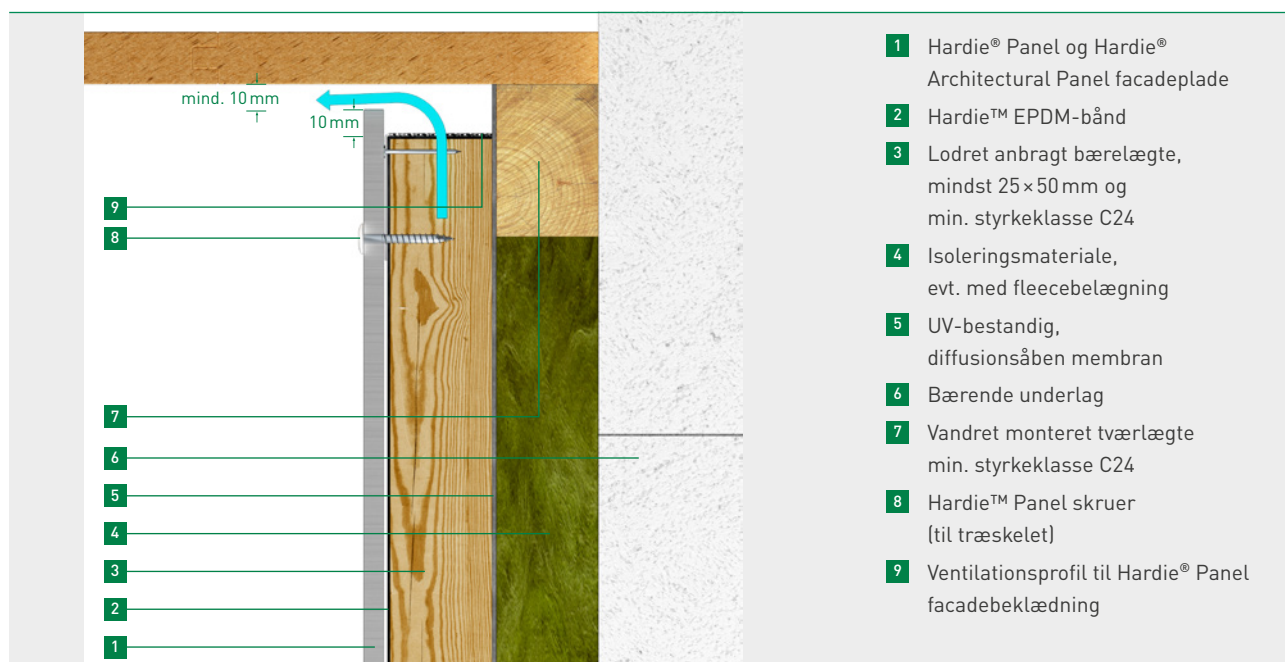 mind. 10 mm
10 mm
9
8
7
6
5
4
3
2
1
1 Hardie® Panel og Hardie®
Architectural Panel facadeplade
2 Hardie™ EPDM-bånd
3 Lodret anbragt bærelægte,
mindst 25 × 50 mm og
min. styrkeklasse C24
4 Isoleringsmateriale,
evt. med fleecebelægning
5 UV-bestandig,
diffusionsåben membran
6 Bærende underlag
7 Vandret monteret tværlægte
min. styrkeklasse C24
8 Hardie™ Panel skruer
(til træskelet)
9 Ventilationsprofil til Hardie® Panel
facadebeklædning